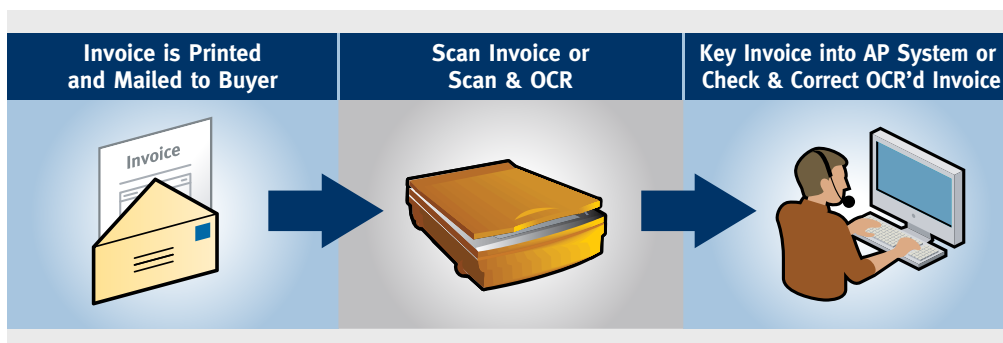 Invoice is Printed
and Mailed to Buyer
Scan Invoice or
Scan & OCR
Key Invoice into AP System or
Check & Correct OCR’d Invoice
Invoice